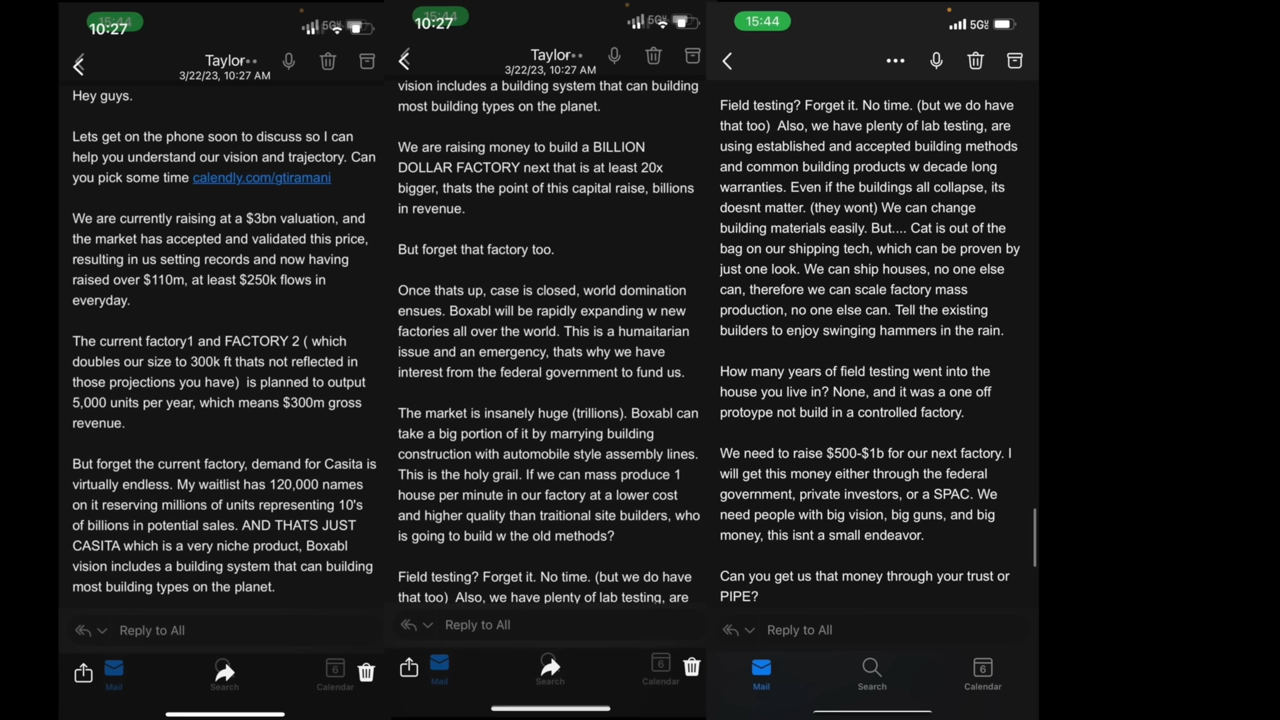 10:27
15:44
5G
Taylor
3/22/23, 10:27 AM
Hey guys.
Lets get on the phone soon to discuss so I can
help you understand our vision and trajectory. Can
you pick some time calendly.com/gtiramani
We are currently raising at a $3bn valuation, and
the market has accepted and validated this price,
resulting in us setting records and now having
raised over $110m, at least $250k flows in
everyday.
The current factory1 and FACTORY 2 ( which
doubles our size to 300k ft thats not reflected in
those projections you have)  is planned to output
5,000 units per year, which means $300m gross
revenue.
But forget the current factory, demand for Casita is
virtually endless. My waitlist has 120,000 names
on it reserving millions of units representing 10's
of billions in potential sales. AND THATS JUST
CASITA which is a very niche product, Boxabl
vision includes a building system that can building
most building types on the planet.
Reply to All
Mail
Search
6
Calendar
10:27
15:44
5G
Taylor
3/22/23, 10:27 AM
vision includes a building system that can building
most building types on the planet.
We are raising money to build a BILLION
DOLLAR FACTORY next that is at least 20x
bigger, thats the point of this capital raise, billions
in revenue.
But forget that factory too.
Once thats up, case is closed, world domination
ensues. Boxabl will be rapidly expanding w new
factories all over the world. This is a humaitarian
issue and an emergency, thats why we have
interest from the federal government to fund us.
The market is insanely huge (trillions). Boxabl can
take a big portion of it by marrying building
construction with automobile style assembly lines.
This is the holy grail. If we can mass produce 1
house per minute in our factory at a lower cost
and higher quality than traitional site builders, who
is going to build w the old methods?
Field testing? Forget it. No time. (but we do have
that too)  Also, we have plenty of lab testing, are
Reply to All
Mail
Search
6
Calendar
15:44
5G
Field testing? Forget it. No time. (but we do have
that too)  Also, we have plenty of lab testing, are
using established and accepted building methods
and common building products w decade long
warranties. Even if the buildings all collapse, its
doesnt matter. (they wont) We can change
building materials easily. But.... Cat is out of the
bag on our shipping tech, which can be proven by
just one look. We can ship houses, no one else
can, therefore we can scale factory mass
production, no one else can. Tell the existing
builders to enjoy swinging hammers in the rain.
How many years of field testing went into the
house you live in? None, and it was a one off
protoype not build in a controlled factory.
We need to raise $500-$1b for our next factory. I
will get this money either through the federal
government, private investors, or a SPAC. We
need people with big vision, big guns, and big
money, this isnt a small endeavor.
Can you get us that money through your trust or
PIPE?
Reply to All
Mail
Search
6
Calendar